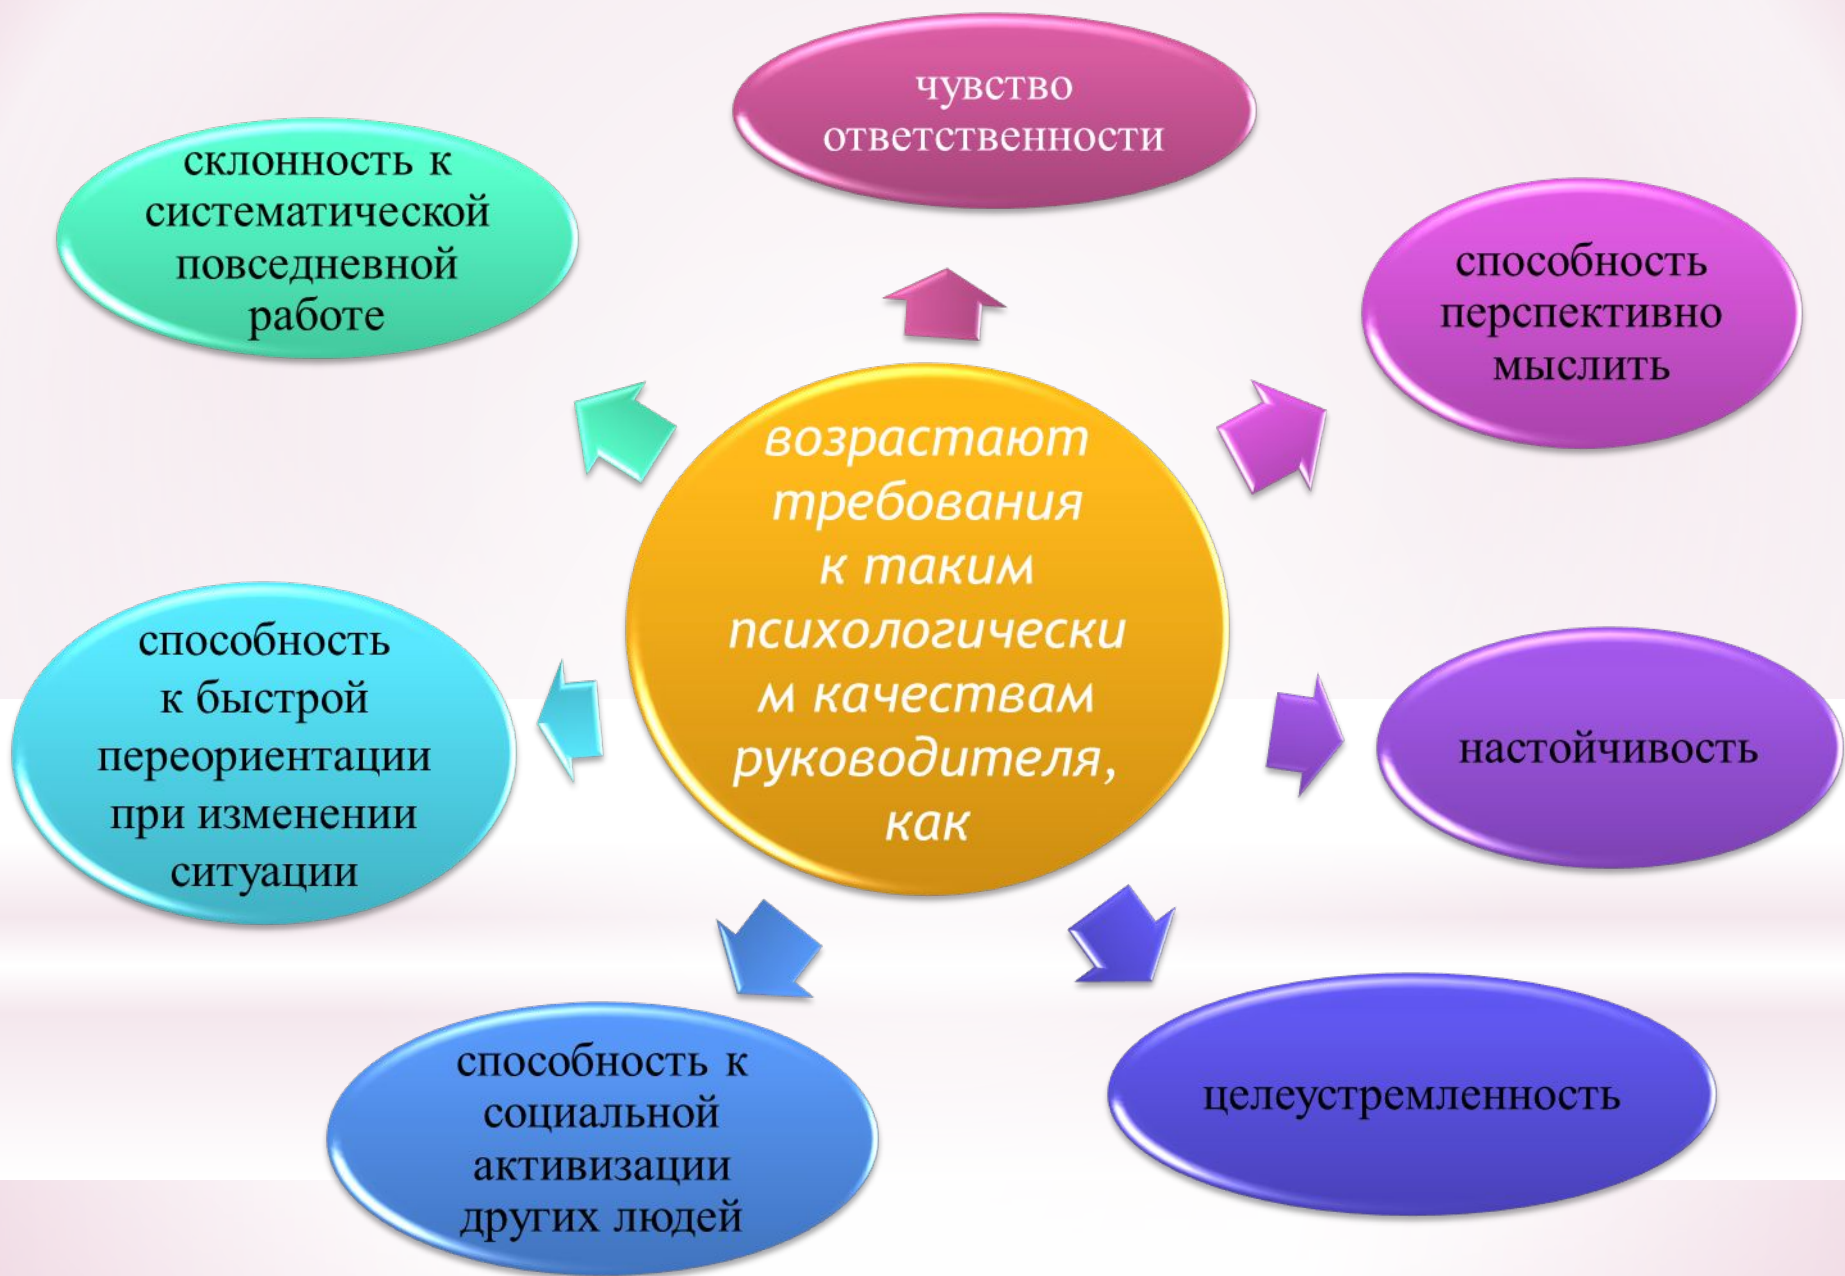 чувство
ответственности
склонность к
систематической
повседневной
работе
способность
перспективно
мыслить
возрастают
требования
к таким
психологически
м качествам
руководителя,
как
способность
к быстрой
переориентации
при изменении
ситуации
настойчивость
способность к
социальной
активизации
других людей
целеустремленность